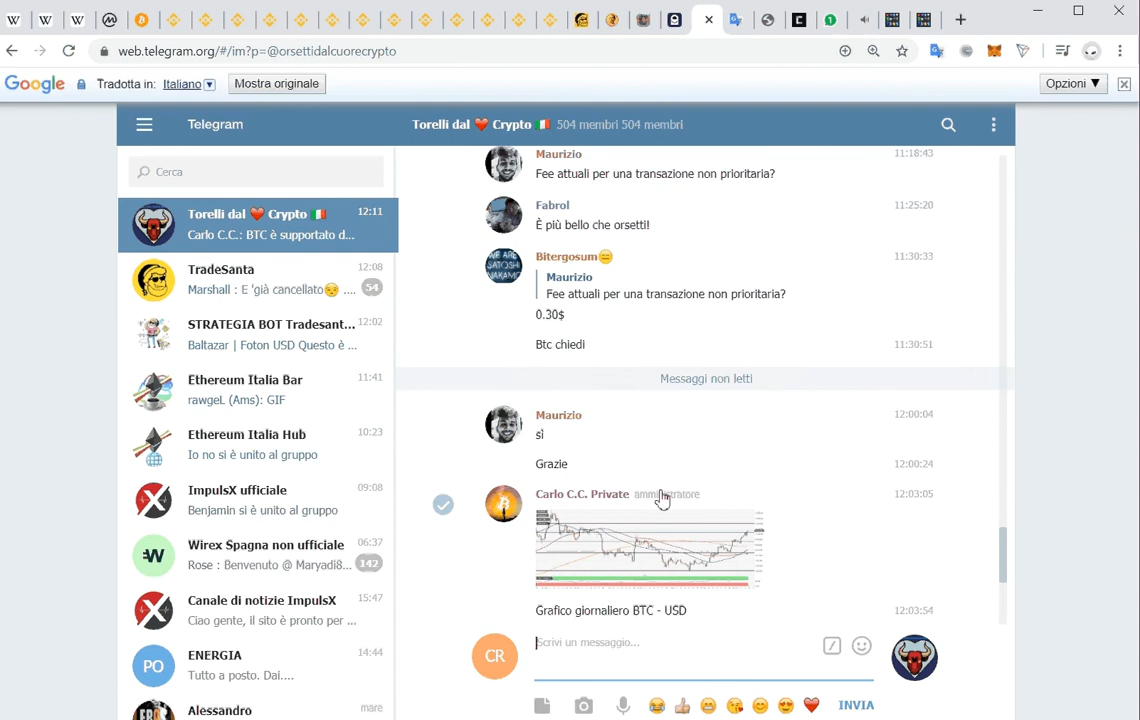 web.telegram.org/#/im?p=@orsettidalcuorecrypto
Google Tradotta in: Italiano Mostra originale Opzioni
Telegram
Torelli dal ❤️ Crypto 🇮🇹 504 membri 504 membri
Cerca
Torelli dal ❤️ Crypto 🇮🇹 12:11
Carlo C.C.: BTC è supportato d...
TradeSanta 12:08
Marshall : E 'già cancellato😒 .... 54
STRATEGIA BOT Tradesant... 12:02
Baltazar | Foton USD Questo è ...
Ethereum Italia Bar 11:41
rawgeL (Ams): GIF
Ethereum Italia Hub 10:23
Io no si è unito al gruppo
ImpulsX ufficiale 09:08
Benjamin si è unito al gruppo
Wirex Spagna non ufficiale 06:37
Rose : Benvenuto @ Maryadi8... 142
Canale di notizie ImpulsX 15:47
Ciao gente, il sito è pronto per ...
PO
ENERGIA 14:44
Tutto a posto. Dai....
Alessandro mare
Maurizio 11:18:43
Fee attuali per una transazione non prioritaria?
Fabrol 11:25:20
È più bello che orsetti!
WE ARE
SATOSHI
NAKAMO
Bitergosum😑 11:30:33
Maurizio
Fee attuali per una transazione non prioritaria?
0.30$
Btc chiedi 11:30:51
Messaggi non letti
Maurizio 12:00:04
sì
Grazie 12:00:24
Carlo C.C. Private amministratore 12:03:05
Grafico giornaliero BTC - USD 12:03:54
CR
Scrivi un messaggio...
INVIA